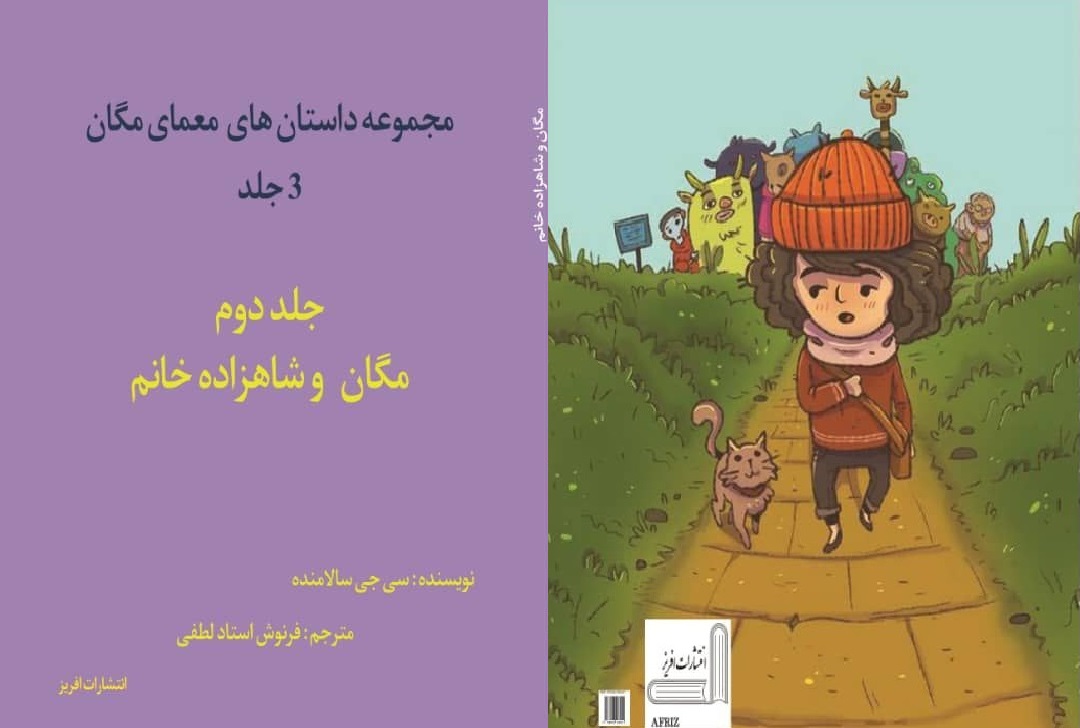 مجموعه داستان های معمای مگان
3 جلد
جلد دوم
مگان و شاهزاده خانم
نویسنده: سی جی سالامنده
مترجم: فرنوش استاد لطفی
انتشارات افریز
مگان و شاهزاده خانم
انتشارات افریز
AFRIZ